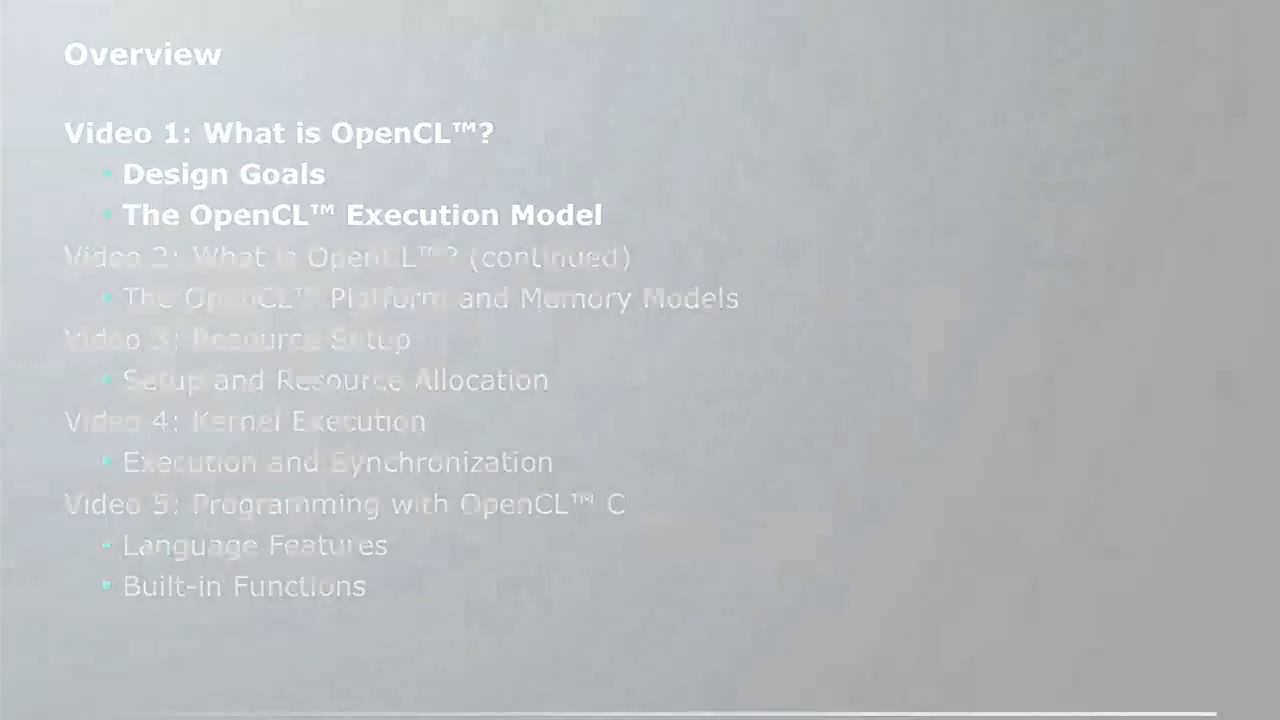 Overview
Video 1: What is OpenCL™?
Design Goals
The OpenCL™ Execution Model
Video 2: What is OpenCL™? (continued)
The OpenCL™ Platform and Memory Models
Video 3: Resource Setup
Setup and Resource Allocation
Video 4: Kernel Execution
Execution and Synchronization
Video 5: Programming with OpenCL™ C
Language Features
Built-in Functions